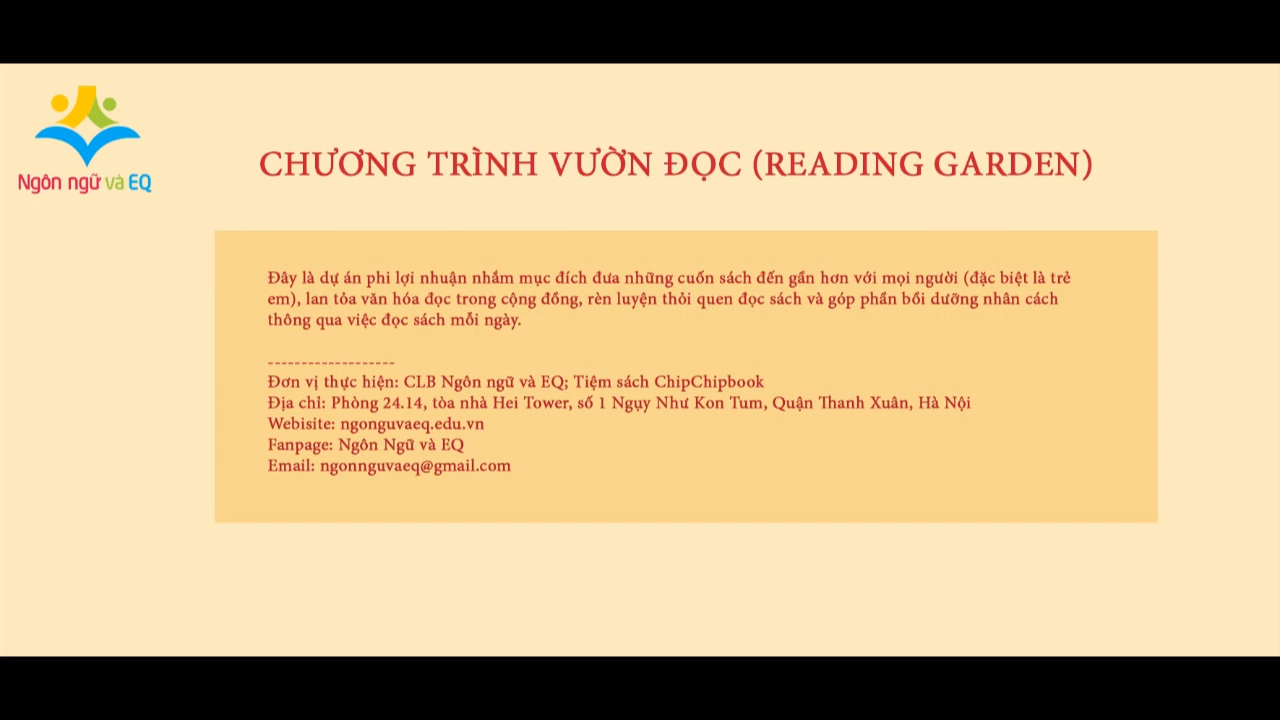 Ngôn ngữ và EQ
CHƯƠNG TRÌNH VƯỜN ĐỌC (READING GARDEN)
Đây là dự án phi lợi nhuận nhắm mục đích đưa những cuốn sách đến gần hơn với mọi người (đặc biệt là trẻ
em), lan tỏa văn hóa đọc trong cộng đồng, rèn luyện thỏi quen đọc sách và góp phần bồi dưỡng nhân cách
thông qua việc đọc sách mỗi ngày.
-------------------
Đơn vị thực hiện: CLB Ngôn ngữ và EQ; Tiệm sách ChipChipbook
Địa chỉ: Phòng 24.14, tòa nhà Hei Tower, số 1 Ngụy Như Kon Tum, Quận Thanh Xuân, Hà Nội
Webisite: ngonguvaeq.edu.vn
Fanpage: Ngôn Ngữ và EQ
Email: ngonnguvaeq@gmail.com